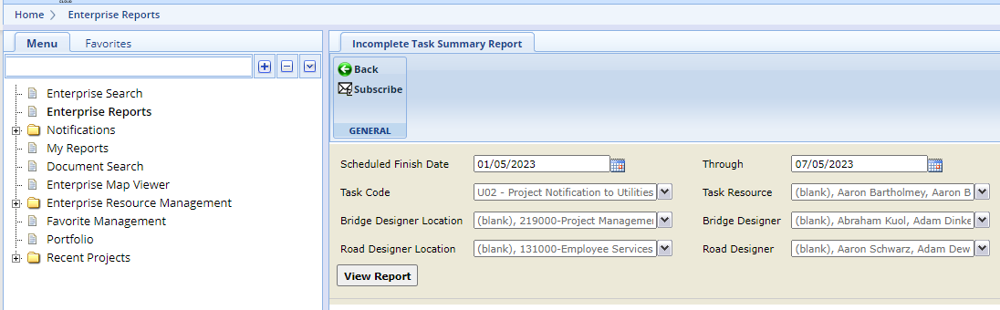 Home > Enterprise Reports
Menu Favorites
Enterprise Search
Enterprise Reports
Notifications
My Reports
Document Search
Enterprise Map Viewer
Enterprise Resource Management
Favorite Management
Portfolio
Recent Projects
Incomplete Task Summary Report
Back
Subscribe
GENERAL
Scheduled Finish Date 01/05/2023 Through 07/05/2023
Task Code U02 - Project Notification to Utilities Task Resource (blank), Aaron Bartholmey, Aaron B
Bridge Designer Location (blank), 219000-Project Manageme Bridge Designer (blank), Abraham Kuol, Adam Dinke
Road Designer Location (blank), 131000-Employee Services Road Designer (blank), Aaron Schwarz, Adam Dew
View Report